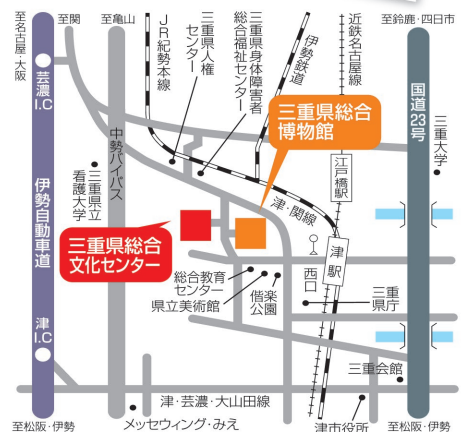 至名古屋・大阪
至関
至亀山
JR紀勢本線
三重県人権
センター
三重県身体障害者
総合福祉センター
伊勢鉄道
近鉄名古屋線
至鈴鹿・四日市
芸濃
I.C
中勢バイパス
三重県立
看護大学
伊勢自動車道
三重県総合
博物館
江戸橋駅
国道23号
三重大学
津・関線
三重県総合
文化センター
津駅
西口
総合教育
センター
県立美術館
偕楽
公園
三重
県庁
津
I.C
三重会館
津・芸濃・大山田線
メッセウィング・みえ
津市役所
至松阪・伊勢
至松阪・伊勢